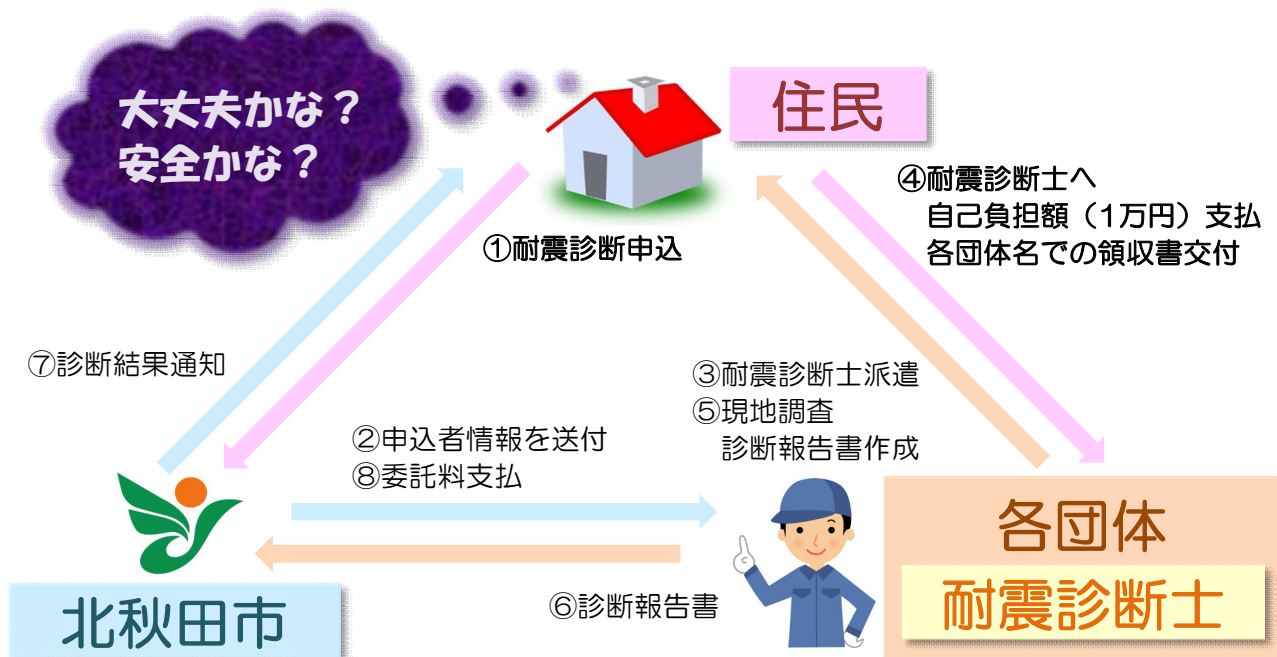 大丈夫かな？
安全かな？
住民
④耐震診断士へ
自己負担額（1万円）支払
各団体名での領収書交付
①耐震診断申込
⑦診断結果通知
③耐震診断士派遣
⑤現地調査
診断報告書作成
②申込者情報を送付
⑧委託料支払
各団体
耐震診断士
⑥診断報告書
北秋田市